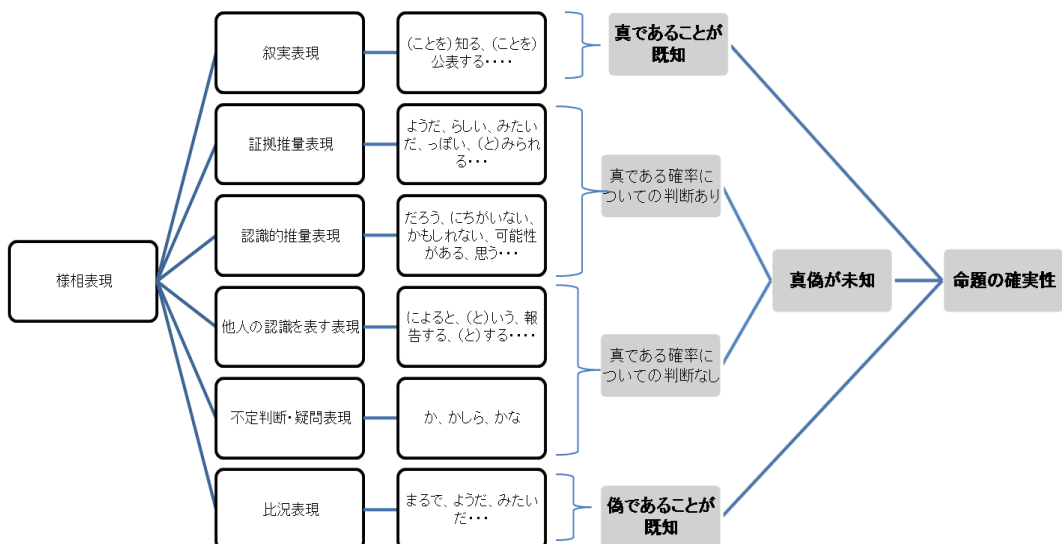 様相表現
叙実表現
(ことを)知る、(ことを)
公表する・・・・
真であることが
既知
証拠推量表現
ようだ、らしい、みたい
だ、っぽい、(と)みられ
る・・・
真である確率に
ついての判断あり
認識的推量表現
だろう、にちがいない、
かもしれない、可能性
がある、思う・・・
真偽が未知
命題の確実性
他人の認識を表す表現
によると、(と)いう、報
告する、(と)する・・・・
真である確率に
ついての判断なし
不定判断・疑問表現
か、かしら、かな
比況表現
まるで、ようだ、みたい
だ・・・
偽であることが
既知